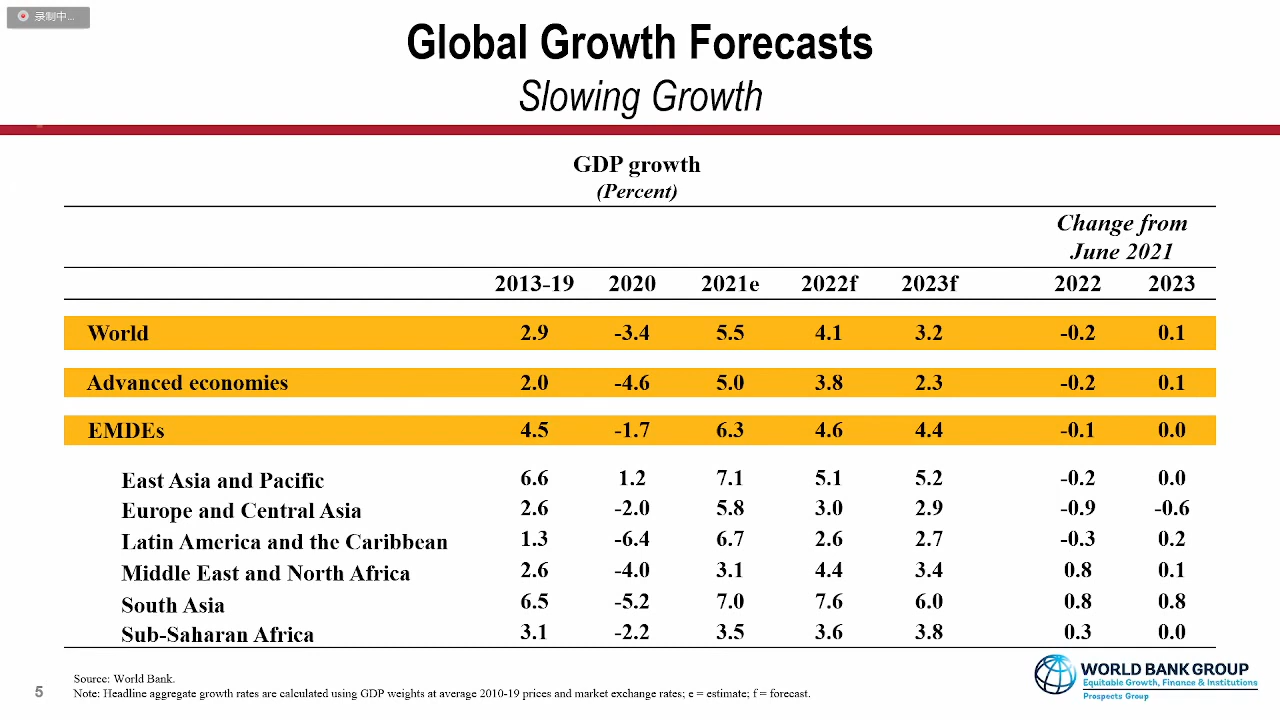 录制中...
Global Growth Forecasts
Slowing Growth
GDP growth
(Percent)
Change from
June 2021
2013-19 2020 2021e 2022f 2023f 2022 2023
World 2.9 -3.4 5.5 4.1 3.2 -0.2 0.1
Advanced economies 2.0 -4.6 5.0 3.8 2.3 -0.2 0.1
EMDEs 4.5 -1.7 6.3 4.6 4.4 -0.1 0.0
East Asia and Pacific 6.6 1.2 7.1 5.1 5.2 -0.2 0.0
Europe and Central Asia 2.6 -2.0 5.8 3.0 2.9 -0.9 -0.6
Latin America and the Caribbean 1.3 -6.4 6.7 2.6 2.7 -0.3 0.2
Middle East and North Africa 2.6 -4.0 3.1 4.4 3.4 0.8 0.1
South Asia 6.5 -5.2 7.0 7.6 6.0 0.8 0.8
Sub-Saharan Africa 3.1 -2.2 3.5 3.6 3.8 0.3 0.0
Source: World Bank.
Note: Headline aggregate growth rates are calculated using GDP weights at average 2010-19 prices and market exchange rates; e = estimate; f = forecast.
5
WORLD BANK GROUP
Equitable Growth, Finance & Institutions
Prospects Group